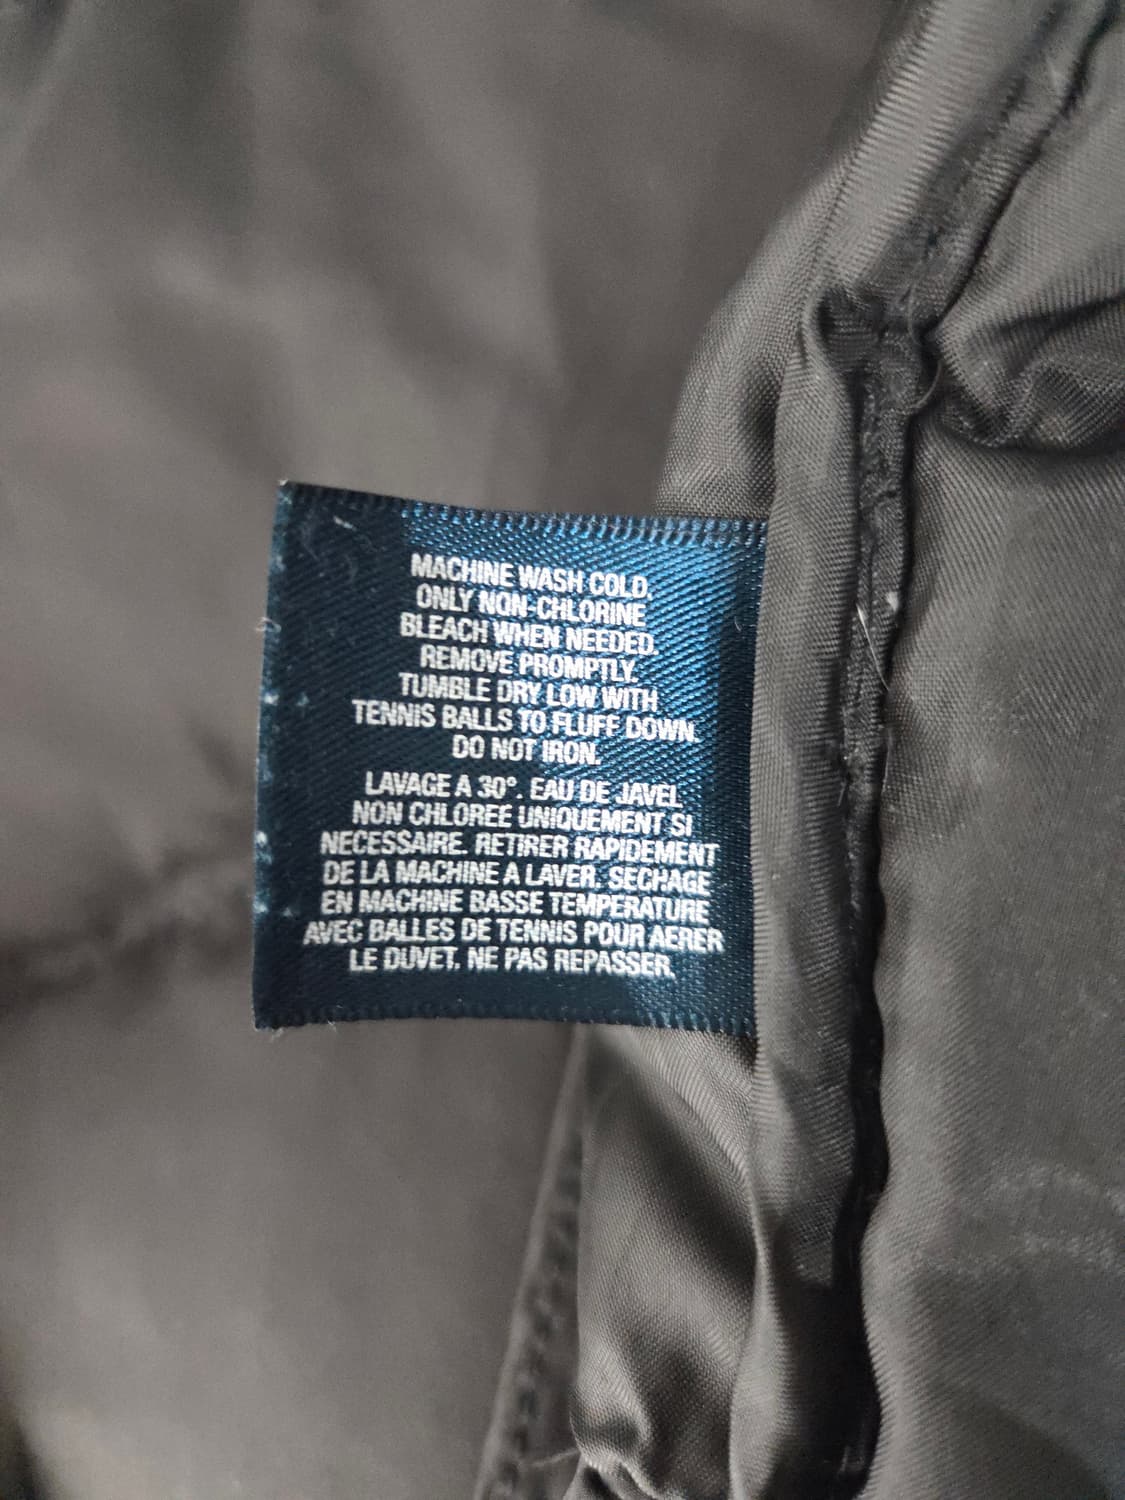 MACHINE WASH COLD.
ONLY NON-CHLORINE
BLEACH WHEN NEEDED.
REMOVE PROMPTLY.
TUMBLE DRY LOW WITH
TENNIS BALLS TO FLUFF DOWN.
DO NOT IRON.
LAVAGE A 30°. EAU DE JAVEL
NON CHLOREE UNIQUEMENT SI
NECESSAIRE. RETIRER RAPIDEMENT
DE LA MACHINE A LAVER. SECHAGE
EN MACHINE BASSE TEMPERATURE
AVEC BALLES DE TENNIS POUR AERER
LE DUVET. NE PAS REPASSER.